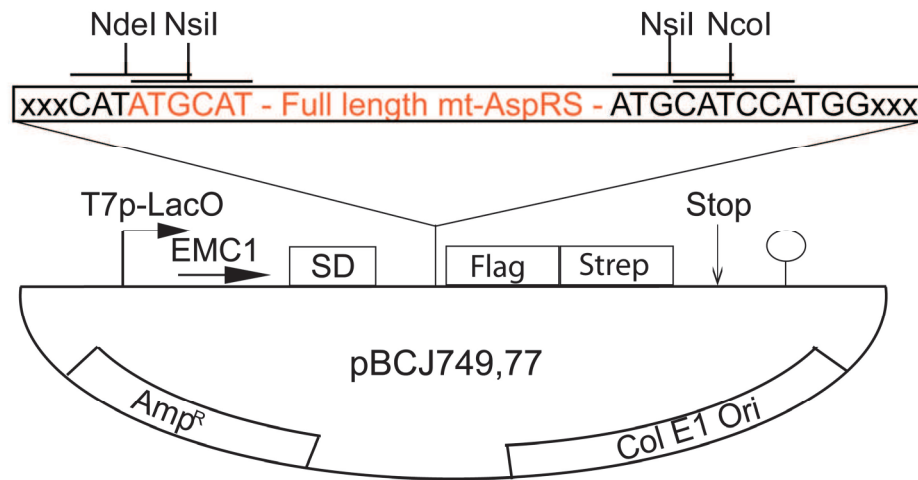 NdeI NsiI NsiI NcoI
xxxCATATGCAT - Full length mt-AspRS - ATGCATCCATGGxxx
T7p-LacO Stop
EMC1
SD Flag Strep
pBCJ749,77
Amp^R Col E1 Ori